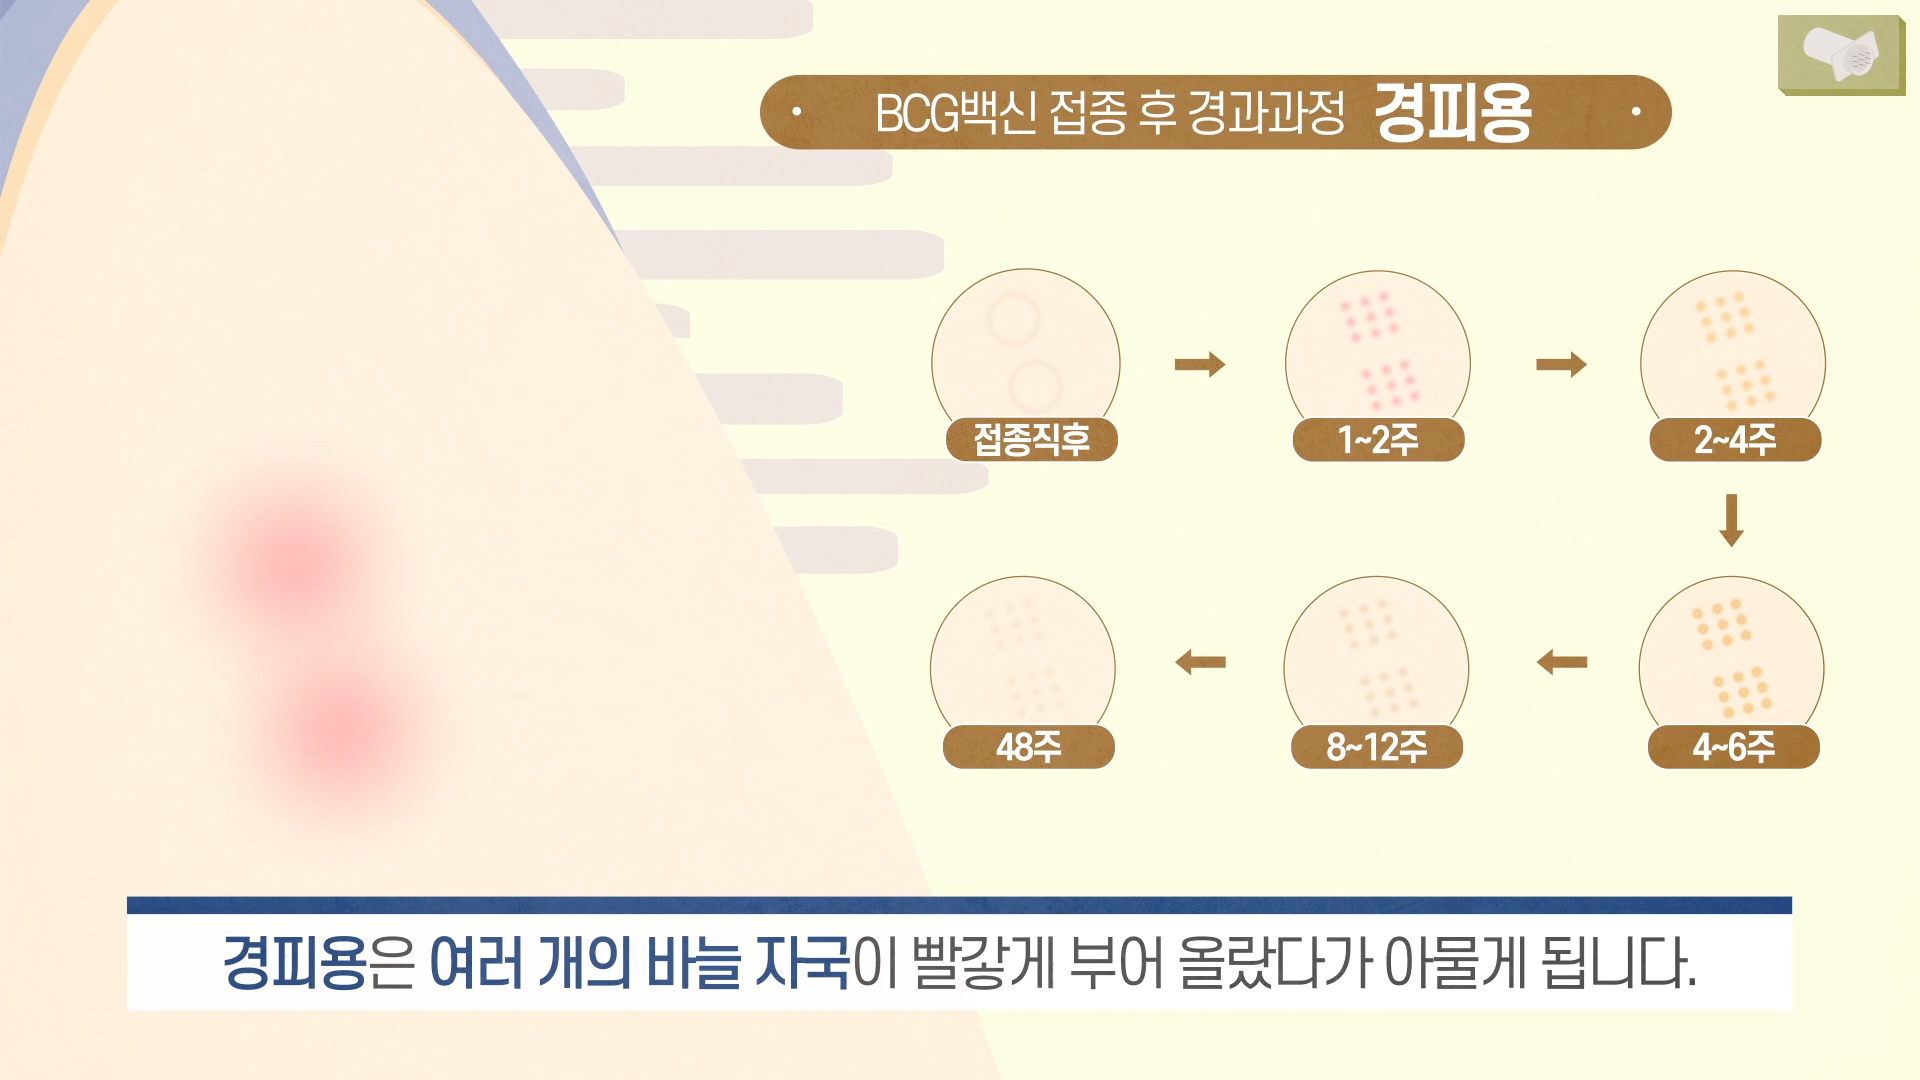 BCG백신 접종 후 경과과정 경피용
접종직후
1~2주
2~4주
4~6주
8~12주
48주
경피용은 여러 개의 바늘 자국이 빨갛게 부어 올랐다가 아물게 됩니다.